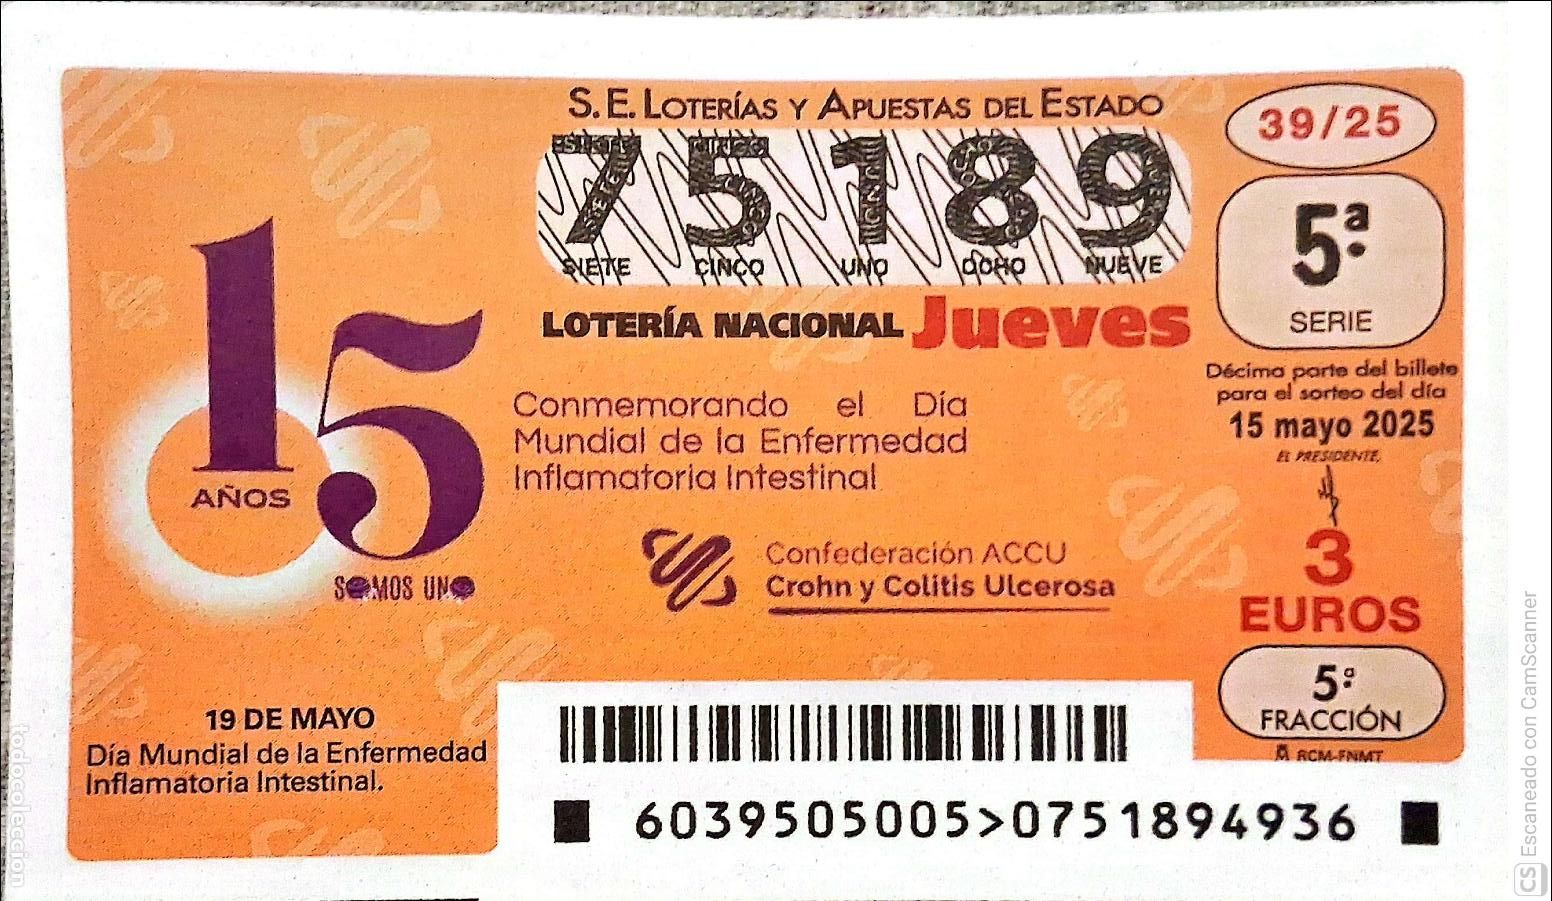 S.E. LOTERÍAS Y APUESTAS DEL ESTADO
75189
SIETE CINCO UNO OCHO NUEVE
LOTERÍA NACIONAL Jueves
39/25
5ª
SERIE
Décima parte del billete
para el sorteo del día
15 mayo 2025
EL PRESIDENTE,
3
EUROS
5ª
FRACCIÓN
RCM-FNMT
15
AÑOS
SOMOS UNO
Conmemorando el Día
Mundial de la Enfermedad
Inflamatoria Intestinal
Confederación ACCU
Crohn y Colitis Ulcerosa
19 DE MAYO
Día Mundial de la Enfermedad
Inflamatoria Intestinal.
6039505005>0751894936
todocoleccion
CS Escaneado con CamScanner